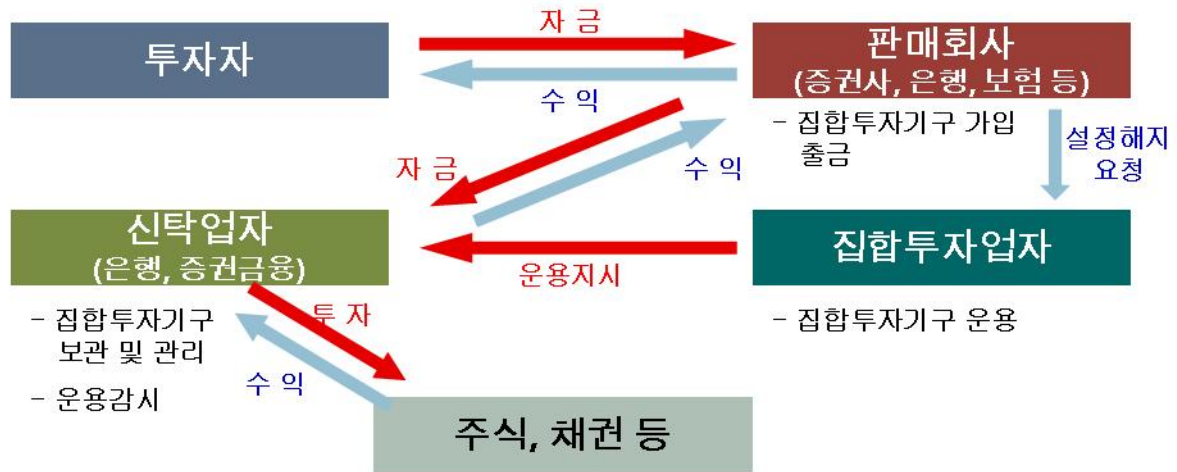 자 금
투자자
판매회사
(증권사, 은행, 보험 등)
수 익
- 집합투자기구 가입
출금
설정해지
요청
자 금
수 익
신탁업자
(은행, 증권금융)
집합투자업자
운용지시
- 집합투자기구
보관 및 관리
- 운용감시
투 자
수 익
- 집합투자기구 운용
주식, 채권 등